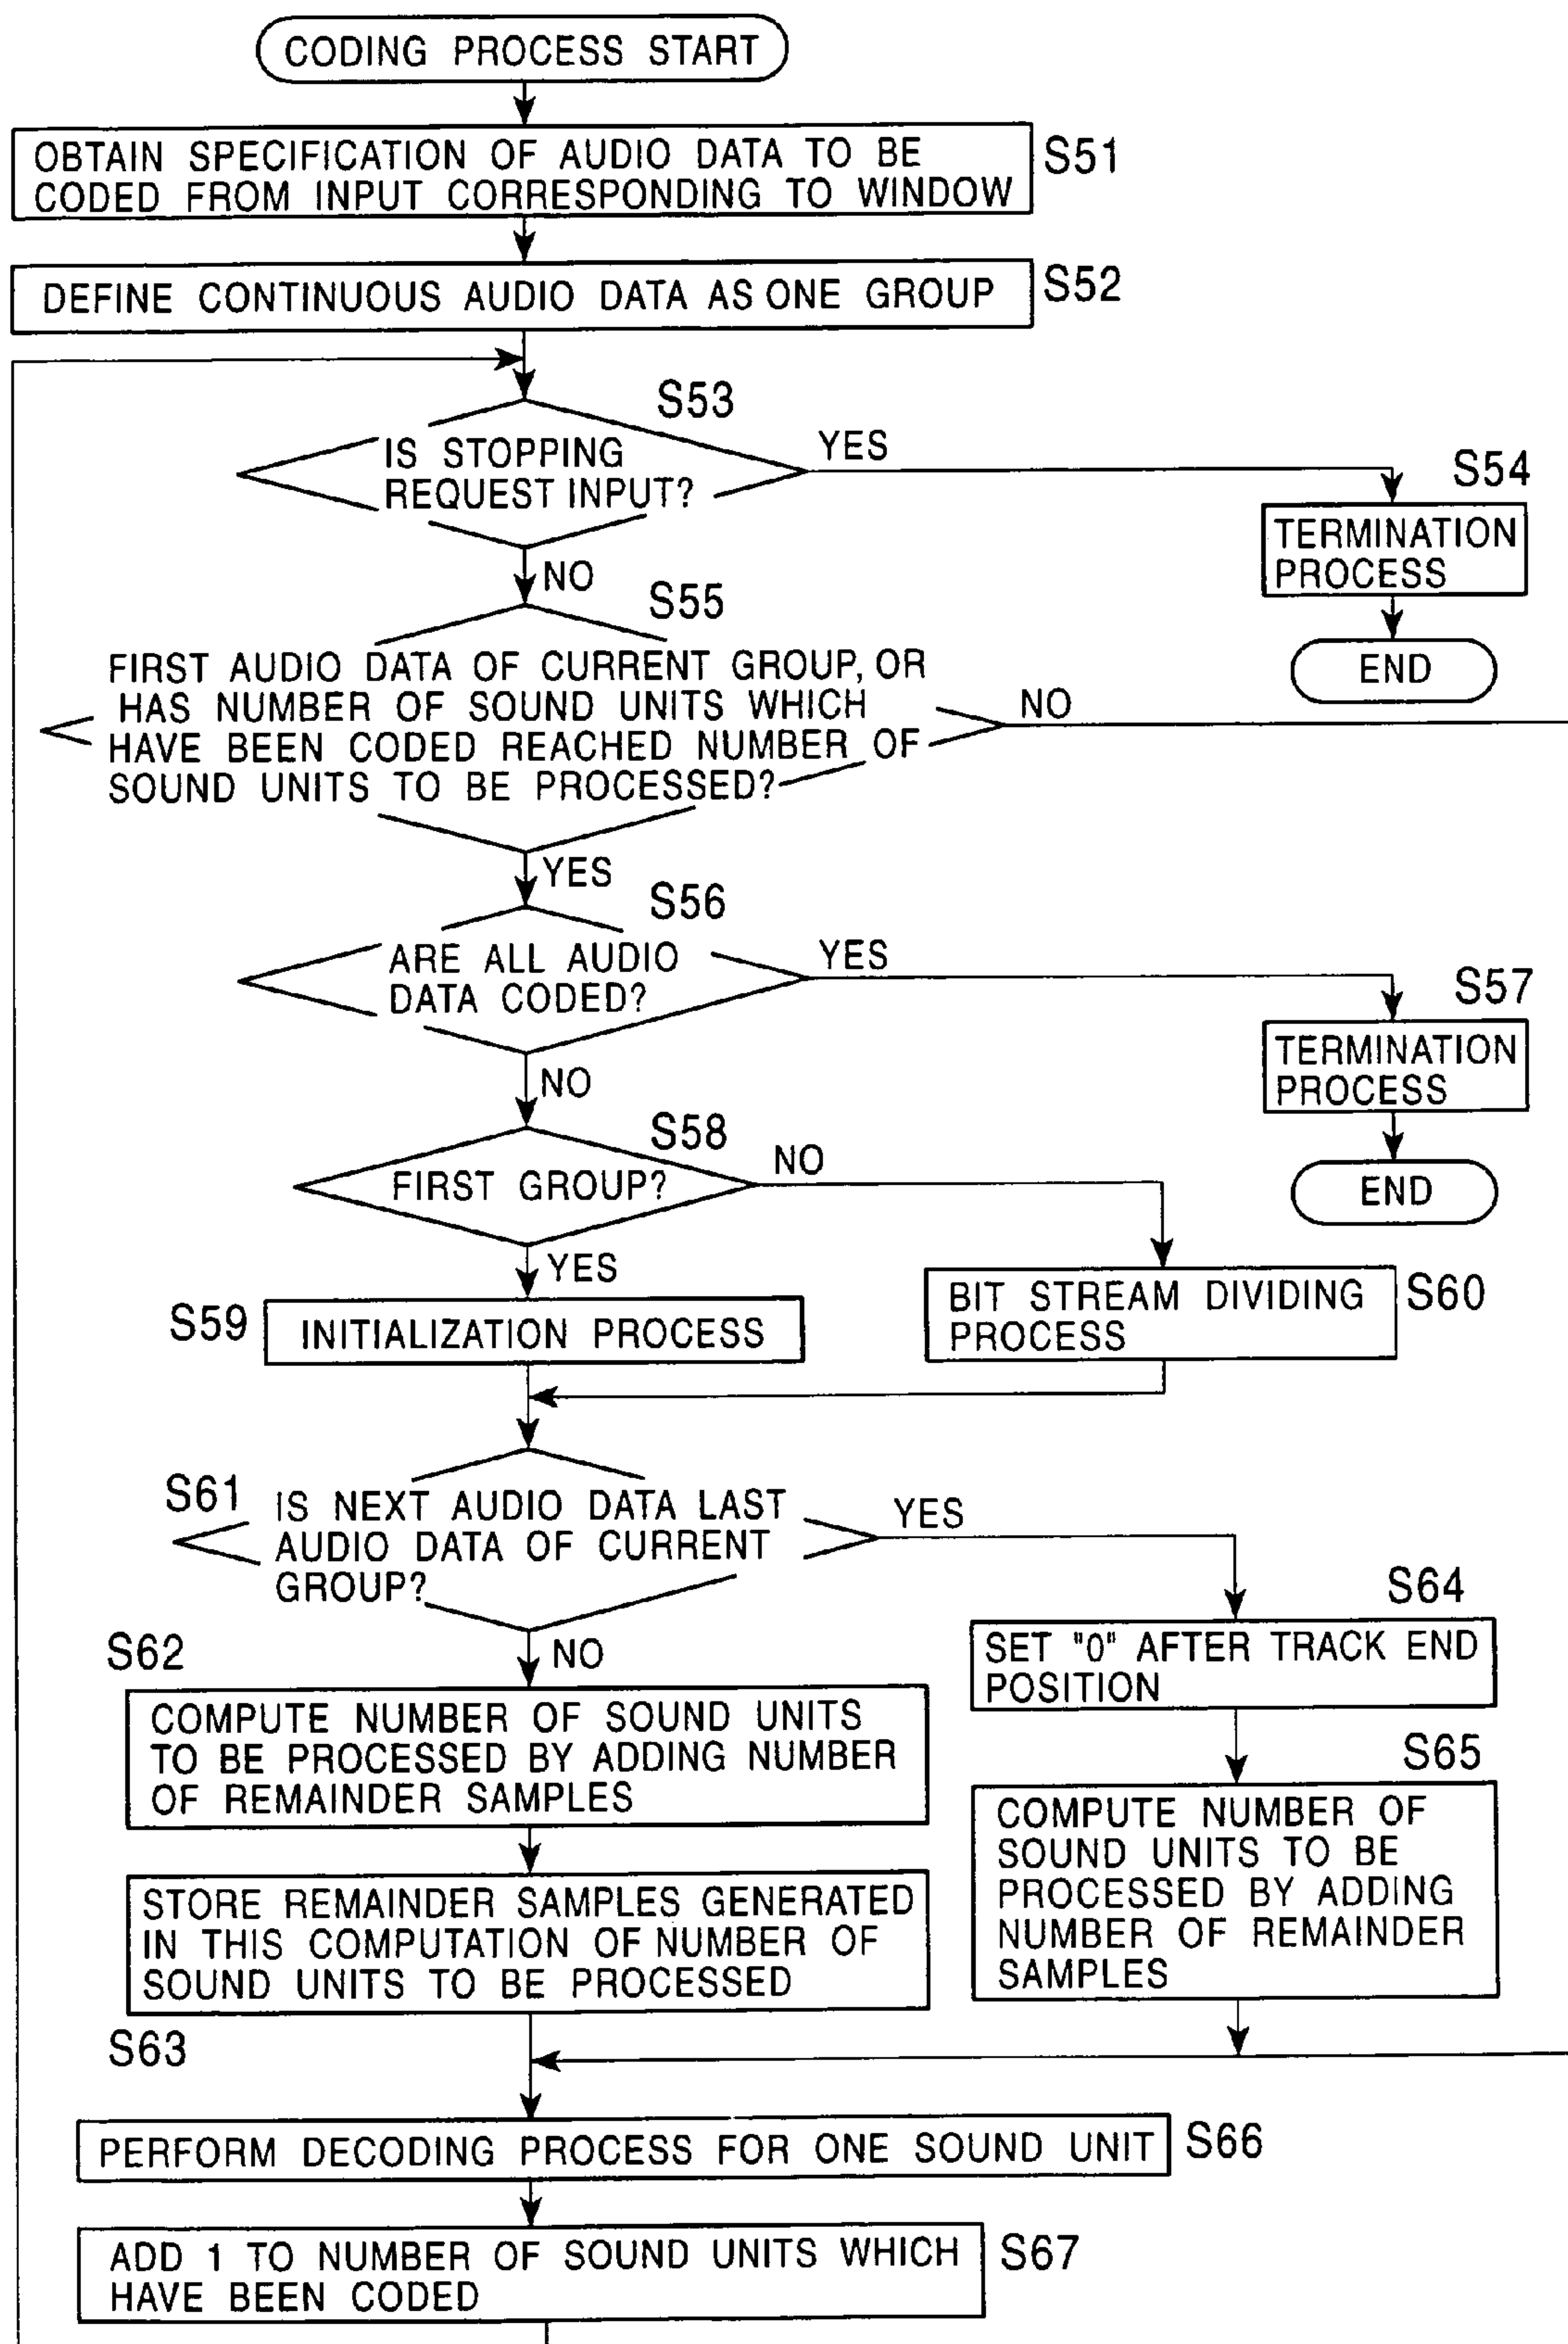 CODING PROCESS START
OBTAIN SPECIFICATION OF AUDIO DATA TO BE
CODED FROM INPUT CORRESPONDING TO WINDOW
S51
DEFINE CONTINUOUS AUDIO DATA AS ONE GROUP
S52
S53
IS STOPPING
REQUEST INPUT?
YES
S54
TERMINATION
PROCESS
END
NO
S55
FIRST AUDIO DATA OF CURRENT GROUP, OR
HAS NUMBER OF SOUND UNITS WHICH
HAVE BEEN CODED REACHED NUMBER OF
SOUND UNITS TO BE PROCESSED?
NO
YES
S56
ARE ALL AUDIO
DATA CODED?
YES
S57
TERMINATION
PROCESS
END
NO
S58
FIRST GROUP?
NO
YES
S59
INITIALIZATION PROCESS
BIT STREAM DIVIDING
PROCESS
S60
S61
IS NEXT AUDIO DATA LAST
AUDIO DATA OF CURRENT
GROUP?
YES
NO
S62
COMPUTE NUMBER OF SOUND UNITS
TO BE PROCESSED BY ADDING NUMBER
OF REMAINDER SAMPLES
S64
SET "0" AFTER TRACK END
POSITION
S65
COMPUTE NUMBER OF
SOUND UNITS TO BE
PROCESSED BY ADDING
NUMBER OF REMAINDER
SAMPLES
STORE REMAINDER SAMPLES GENERATED
IN THIS COMPUTATION OF NUMBER OF
SOUND UNITS TO BE PROCESSED
S63
PERFORM DECODING PROCESS FOR ONE SOUND UNIT
S66
ADD 1 TO NUMBER OF SOUND UNITS WHICH
HAVE BEEN CODED
S67